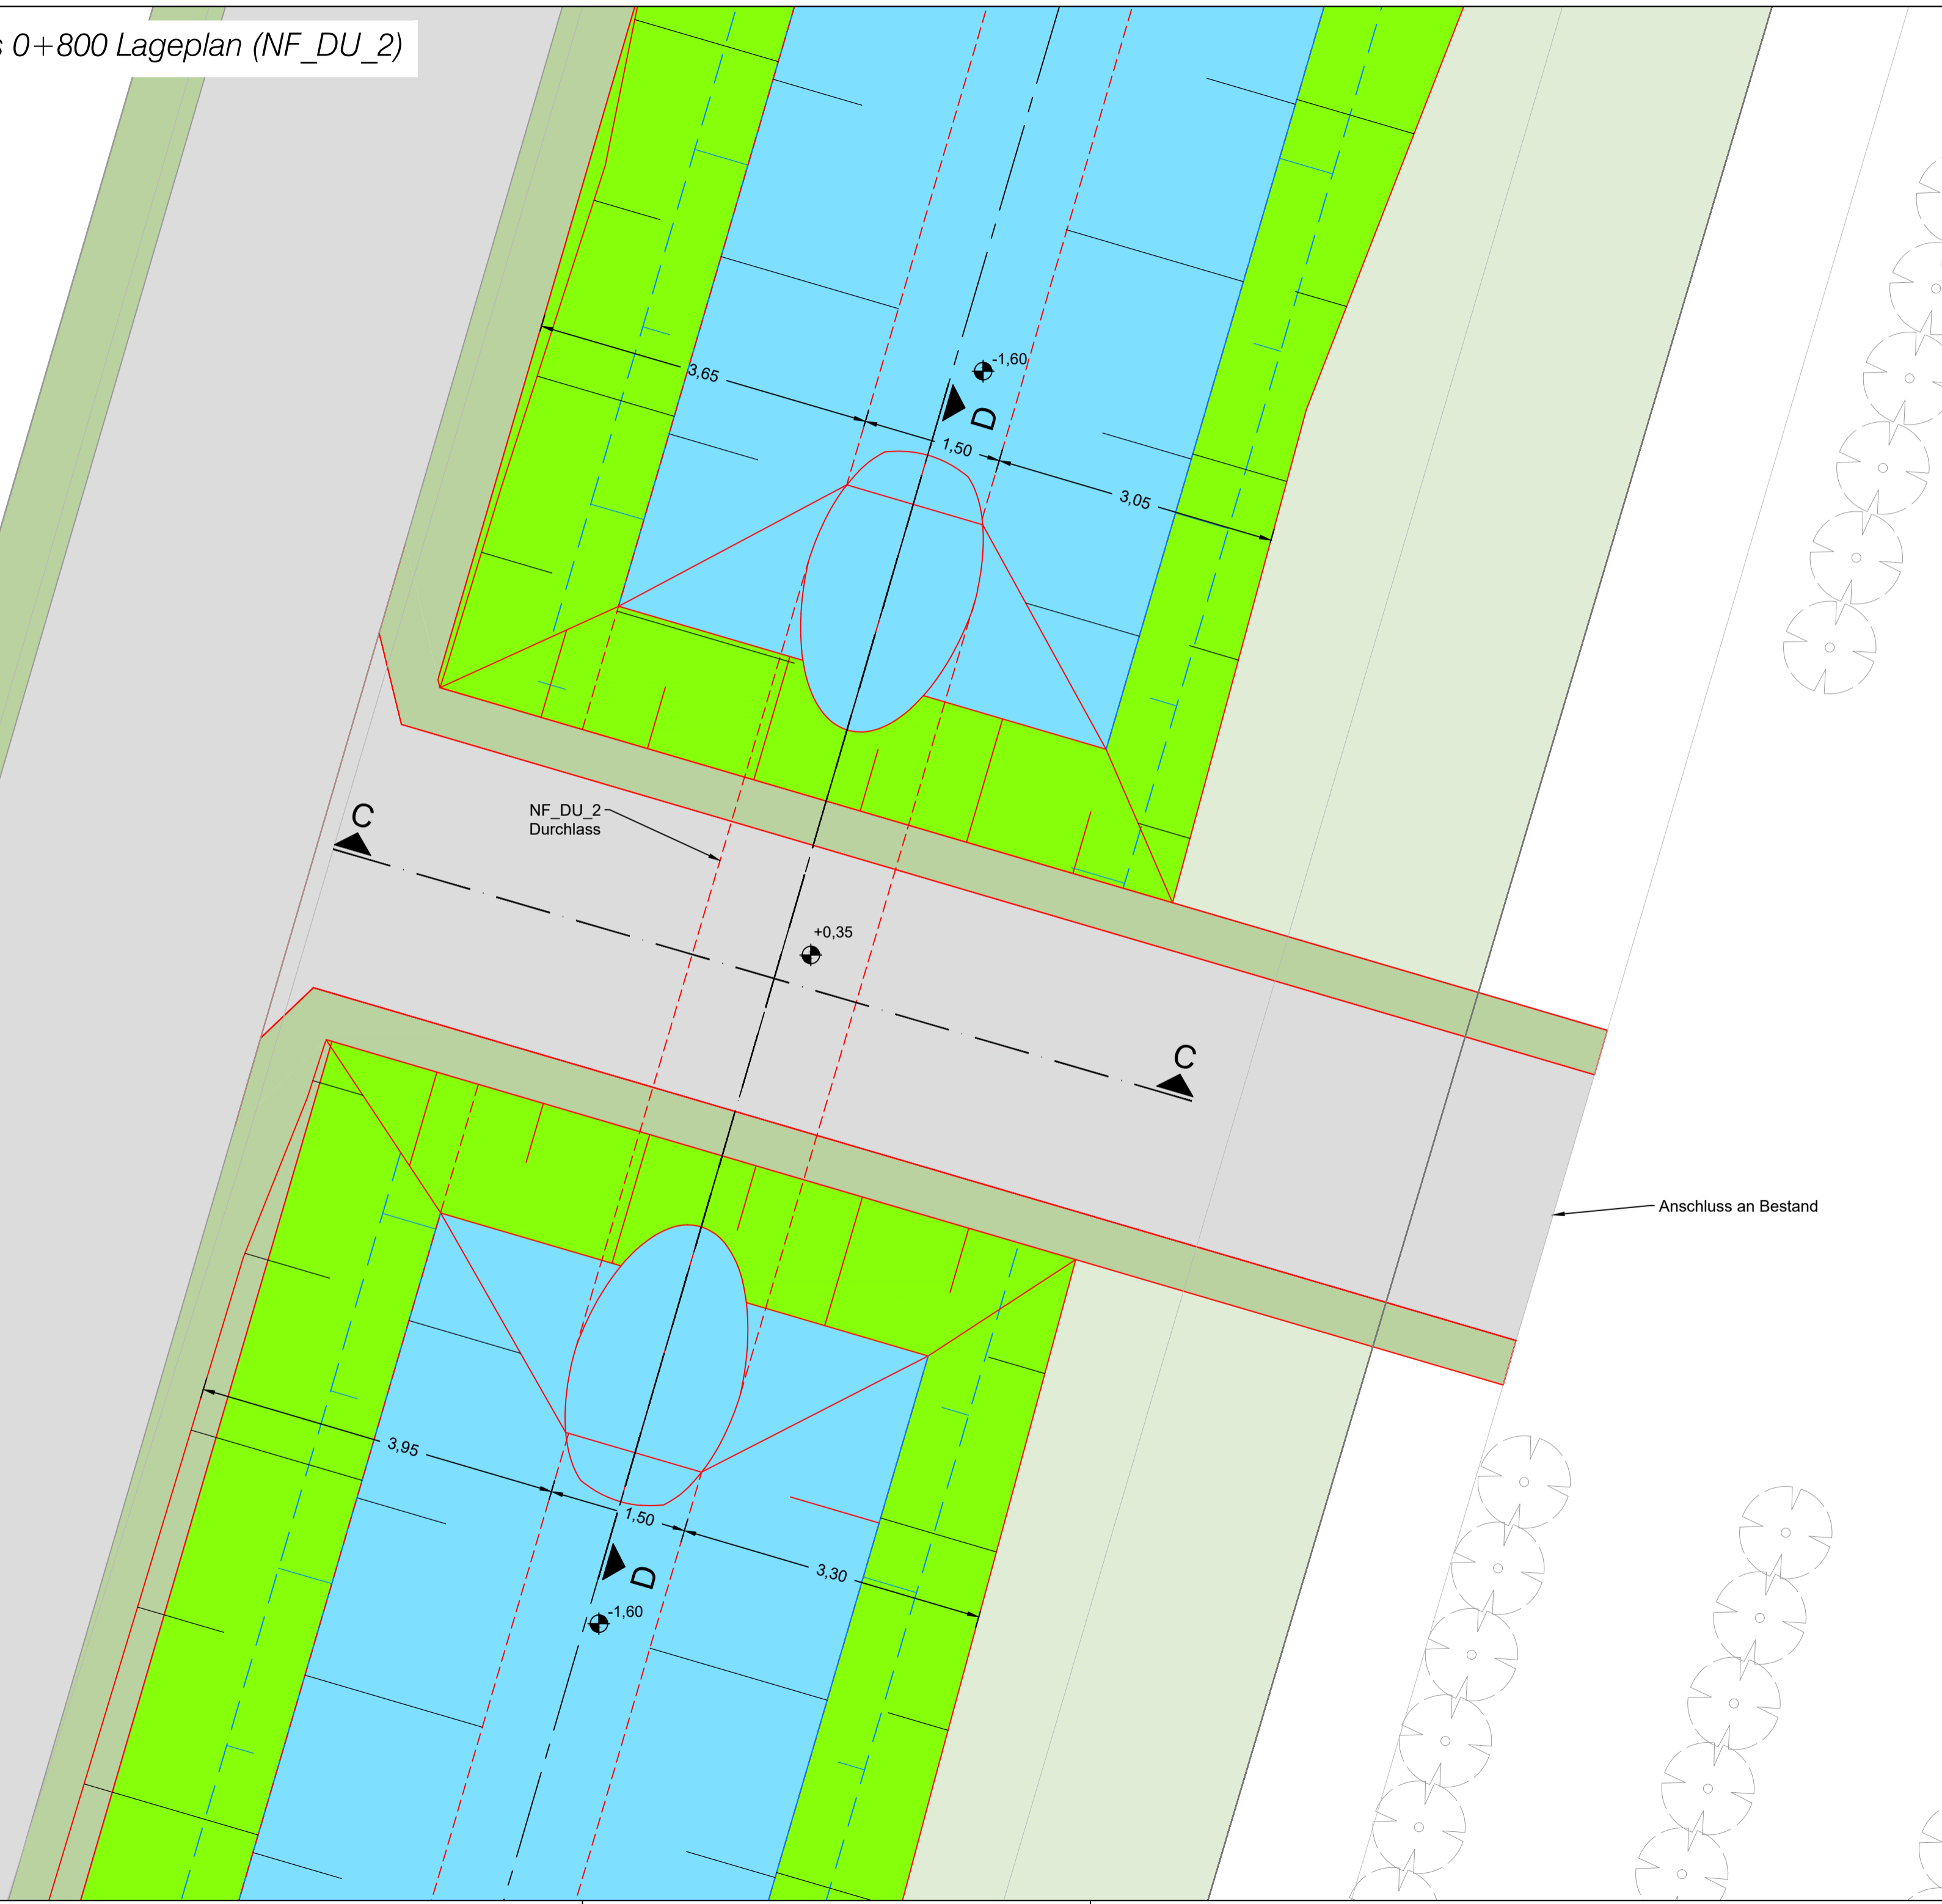 0+800 Lageplan (NF_DU_2)
-1,60
3,65
D
1,50
3,05
NF_DU_2
Durchlass
C
+0,35
C
Anschluss an Bestand
3,95
1,50
3,30
D
-1,60